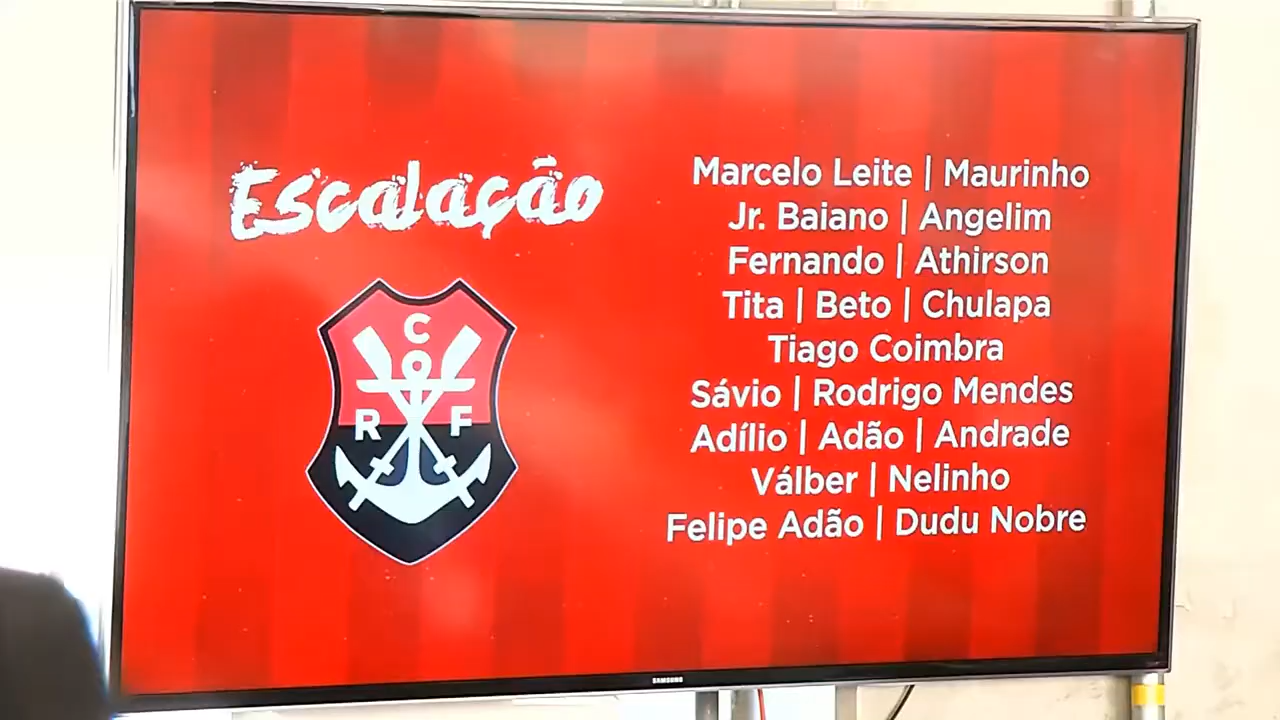 Escalação
C
O
R F
Marcelo Leite | Maurinho
Jr. Baiano | Angelim
Fernando | Athirson
Tita | Beto | Chulapa
Tiago Coimbra
Sávio | Rodrigo Mendes
Adílio | Adão | Andrade
Válber | Nelinho
Felipe Adão | Dudu Nobre
SAMSUNG